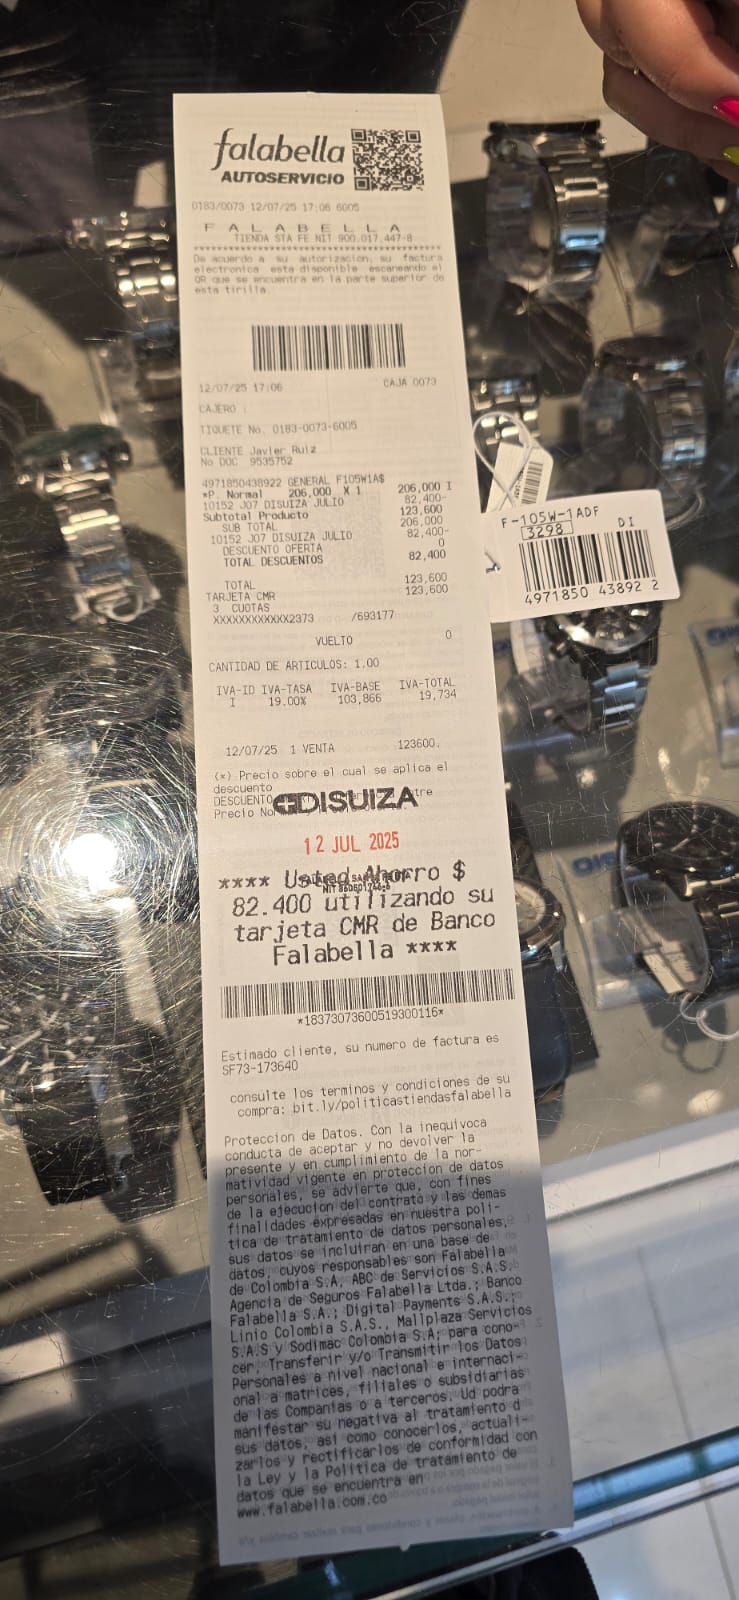 falabella
AUTOSERVICIO
0183/0073 12/07/25 17:06 6005
F A L A B E L L A
TIENDA STA FE NIT 900.017.447-8
De acuerdo a su autorizacion, su factura
electronica esta disponible escaneando el
QR que se encuentra en la parte superior de
esta tirilla.
12/07/25 17:06 CAJA 0073
CAJERO :
TIQUETE No. 0183-0073-6005
CLIENTE Javier Ruiz
No DOC 9535752
4971850438922 GENERAL F105W1A$
*P. Normal 206,000 X 1 206,000 I
10152 J07 DISUIZA JULIO 82,400-
Subtotal Producto 123,600
SUB TOTAL 206,000
10152 J07 DISUIZA JULIO 82,400-
DESCUENTO OFERTA 0
TOTAL DESCUENTOS 82,400
TOTAL 123,600
TARJETA CMR 123,600
3 CUOTAS
XXXXXXXXXXXX2373 /693177
VUELTO 0
CANTIDAD DE ARTICULOS: 1.00
IVA-ID IVA-TASA IVA-BASE IVA-TOTAL
I 19.00% 103,866 19,734
12/07/25 1 VENTA 123600.
(*) Precio sobre el cual se aplica el
descuento
DESCUENTO
Precio
DISUIZA
12 JUL 2025
**** Usted Ahorro $
82.400 utilizando su
tarjeta CMR de Banco
Falabella ****
*18373073600519300116*
Estimado cliente, su numero de factura es
SF73-173640
consulte los terminos y condiciones de su
compra: bit.ly/politicastiendasfalabella
Proteccion de Datos. Con la inequivoca
conducta de aceptar y no devolver la
presente y en cumplimiento de la nor-
matividad vigente en proteccion de datos
personales, se advierte que, con fines
de la ejecucion del contrato y las demas
finalidades expresadas en nuestra poli-
tica de tratamiento de datos personales,
sus datos se incluiran en una base de
datos, cuyos responsables son Falabella
de Colombia S.A, ABC de Servicios S.A.S.
Agencia de Seguros Falabella Ltda.; Banco
Falabella S.A.; Digital Payments S.A.S.;
Linio Colombia S.A.S., Mallplaza Servicios
S.A.S y Sodimac Colombia S.A; para cono-
cer, Transferir y/o Transmitir los Datos
Personales a nivel nacional e internaci-
onal a matrices, filiales o subsidiarias
de las Companias o a terceros. Ud podra
manifestar su negativa al tratamiento d
sus datos, asi como conocerlos, actuali-
zarlos y rectificarlos de conformidad con
la Ley y la Politica de tratamiento de
datos que se encuentra en
www.falabella.com.co
F-105W-1ADF
3298 DI
4971850 43892 2